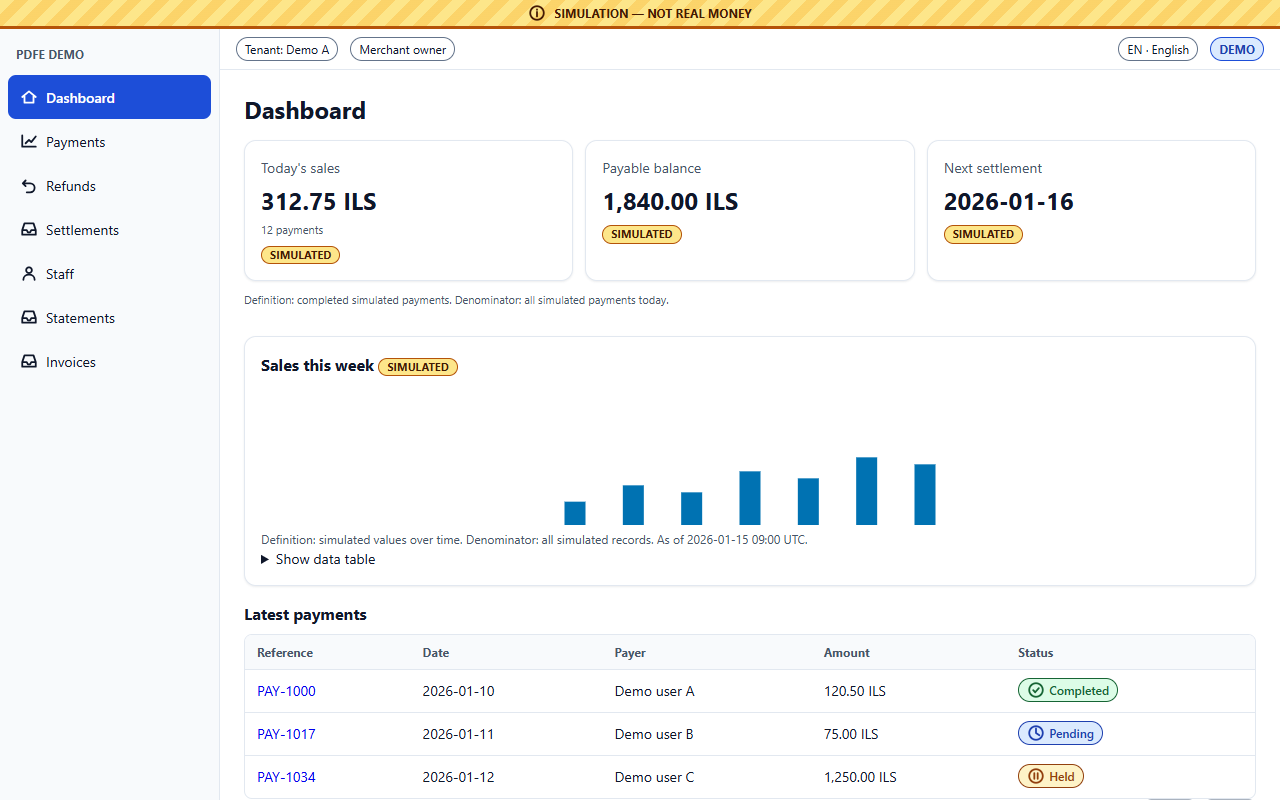 SIMULATION — NOT REAL MONEY
PDFE DEMO
Tenant: Demo A
Merchant owner
EN · English
DEMO
Dashboard
Payments
Refunds
Settlements
Staff
Statements
Invoices
Dashboard
Today's sales
312.75 ILS
12 payments
SIMULATED
Payable balance
1,840.00 ILS
SIMULATED
Next settlement
2026-01-16
SIMULATED
Definition: completed simulated payments. Denominator: all simulated payments today.
Sales this week SIMULATED
Definition: simulated values over time. Denominator: all simulated records. As of 2026-01-15 09:00 UTC.
Show data table
Latest payments
Reference Date Payer Amount Status
PAY-1000 2026-01-10 Demo user A 120.50 ILS Completed
PAY-1017 2026-01-11 Demo user B 75.00 ILS Pending
PAY-1034 2026-01-12 Demo user C 1,250.00 ILS Held